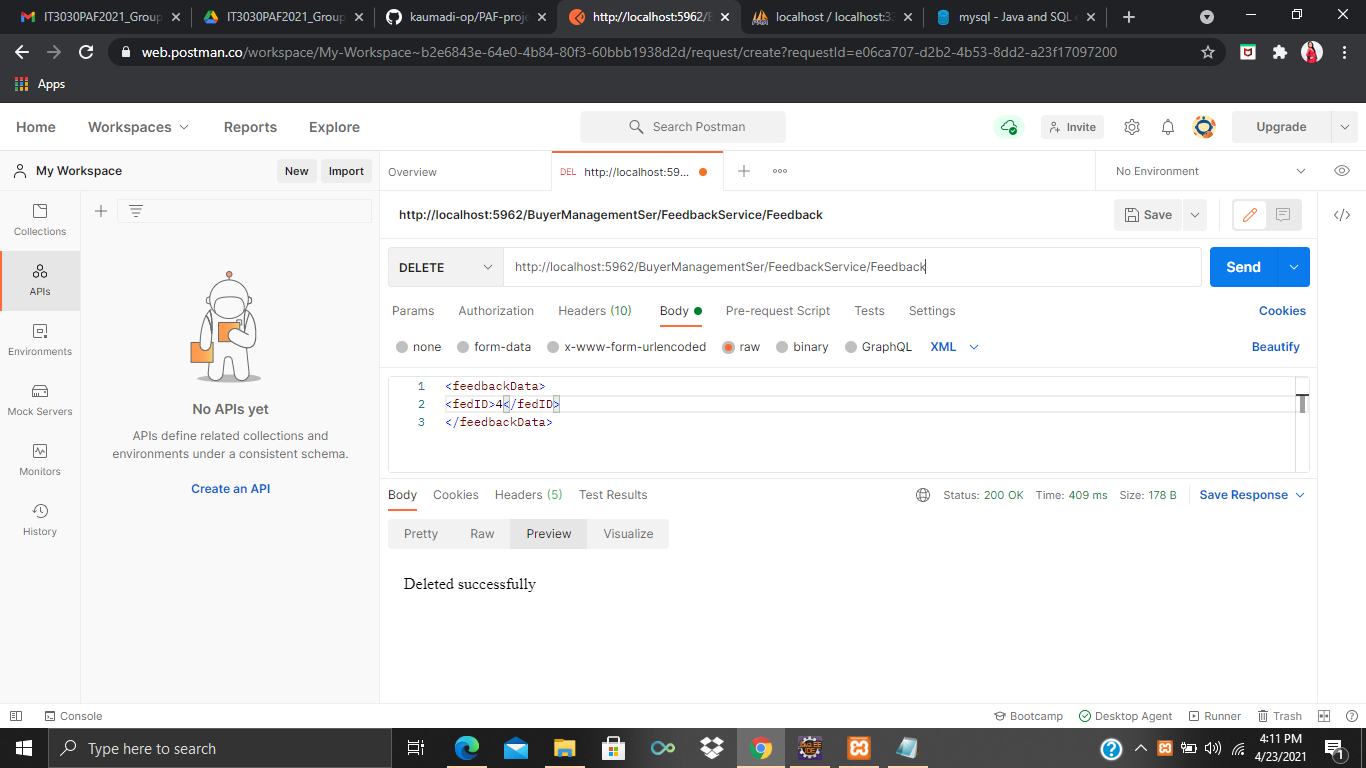 IT3030PAF2021_Group
IT3030PAF2021_Group
kaumadi-op/PAF-proje
http://localhost:5962/B
localhost / localhost:33
mysql - Java and SQL
web.postman.co/workspace/My-Workspace~b2e6843e-64e0-4b84-80f3-60bbb1938d2d/request/create?requestId=e06ca707-d2b2-4b53-8dd2-a23f17097200
Apps
Home Workspaces Reports Explore Search Postman Invite Upgrade
My Workspace New Import
Overview DEL http://localhost:59... No Environment
Collections
APIs
Environments
Mock Servers
Monitors
History
No APIs yet
APIs define related collections and
environments under a consistent schema.
Create an API
http://localhost:5962/BuyerManagementSer/FeedbackService/Feedback Save
DELETE http://localhost:5962/BuyerManagementSer/FeedbackService/Feedback Send
Params Authorization Headers (10) Body Pre-request Script Tests Settings Cookies
none form-data x-www-form-urlencoded raw binary GraphQL XML Beautify
1 <feedbackData>
2 <fedID>4</fedID>
3 </feedbackData>
Body Cookies Headers (5) Test Results Status: 200 OK Time: 409 ms Size: 178 B Save Response
Pretty Raw Preview Visualize
Deleted successfully
Console Bootcamp Desktop Agent Runner Trash
Type here to search
4:11 PM
4/23/2021
1